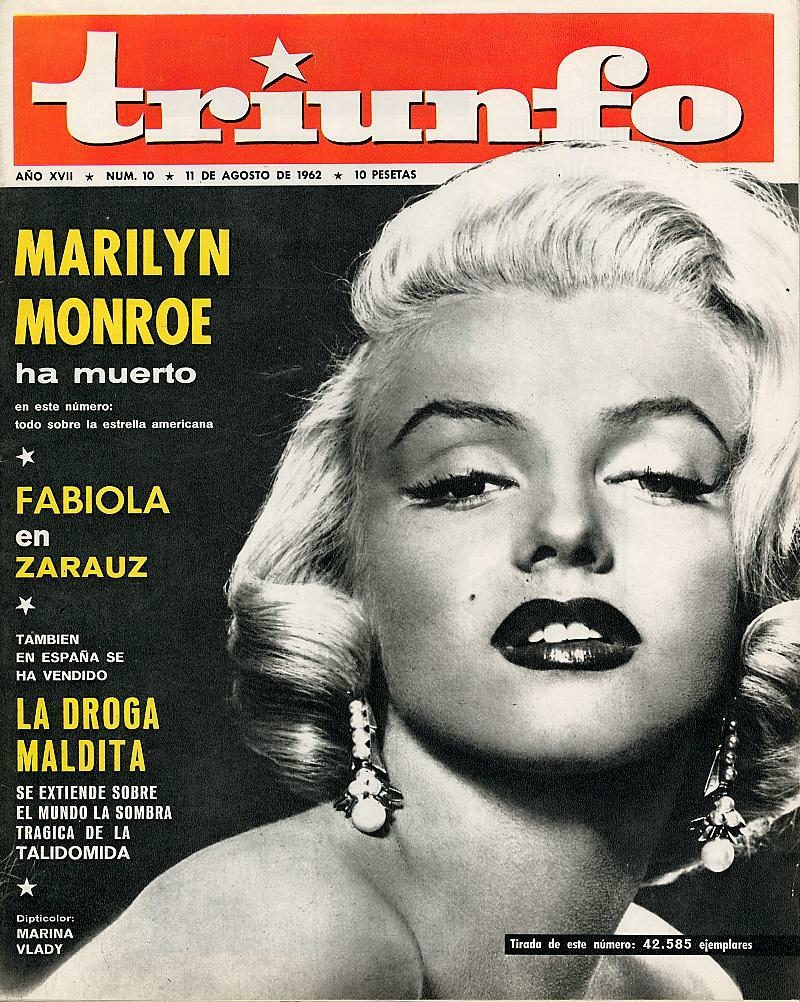 triunfo
AÑO XVII ★ NUM. 10 ★ 11 DE AGOSTO DE 1962 ★ 10 PESETAS
MARILYN
MONROE
ha muerto
en este número:
todo sobre la estrella americana
FABIOLA
en
ZARAUZ
TAMBIEN
EN ESPAÑA SE
HA VENDIDO
LA DROGA
MALDITA
SE EXTIENDE SOBRE
EL MUNDO LA SOMBRA
TRAGICA DE LA
TALIDOMIDA
Dipticolor:
MARINA
VLADY
Tirada de este número: 42.585 ejemplares